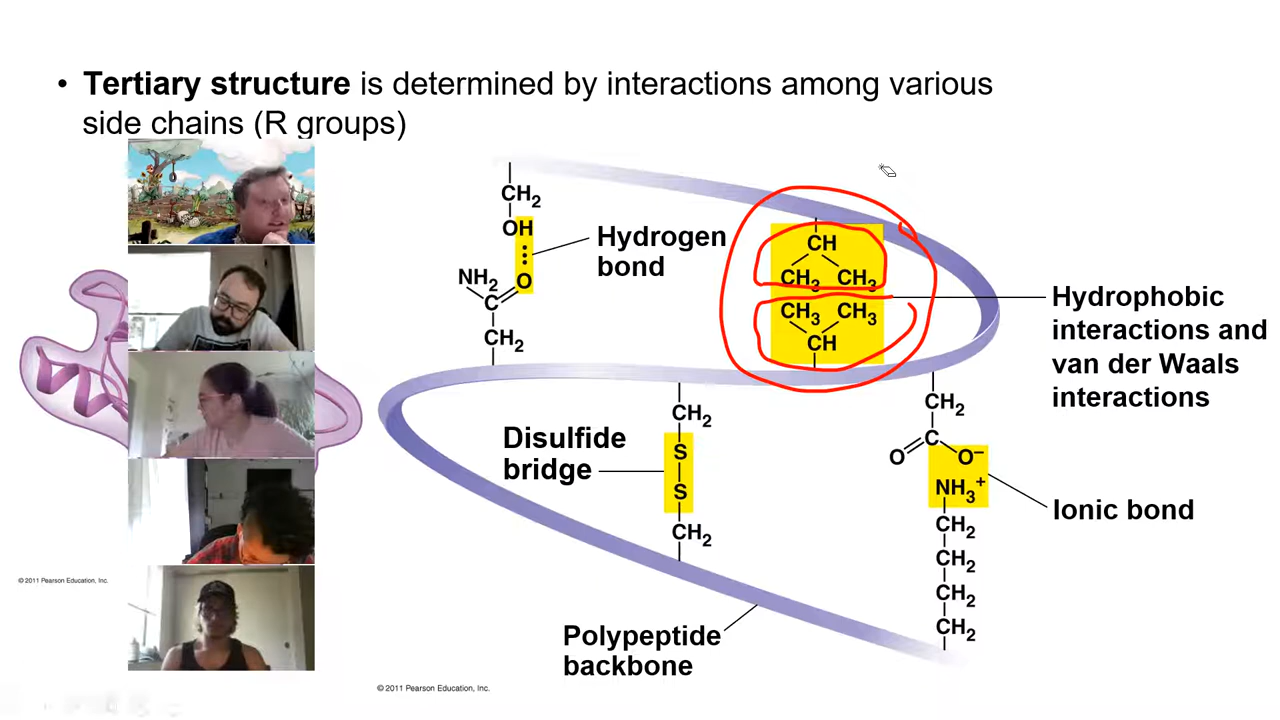 • Tertiary structure is determined by interactions among various
side chains (R groups)
CH2
OH
O
NH2
C
CH2
Hydrogen
bond
CH
CH3 CH3
CH3 CH3
CH
Hydrophobic
interactions and
van der Waals
interactions
CH2
S
S
CH2
Disulfide
bridge
CH2
C
O
O−
NH3+
CH2
CH2
CH2
CH2
Ionic bond
Polypeptide
backbone
© 2011 Pearson Education, Inc.
© 2011 Pearson Education, Inc.